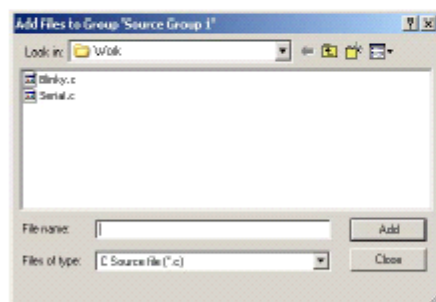 Add Files to Group 'Source Group 1'
Look in: Work
Blinky.c
Serial.c
File name: Add
Files of type: C Source file (*.c) Close